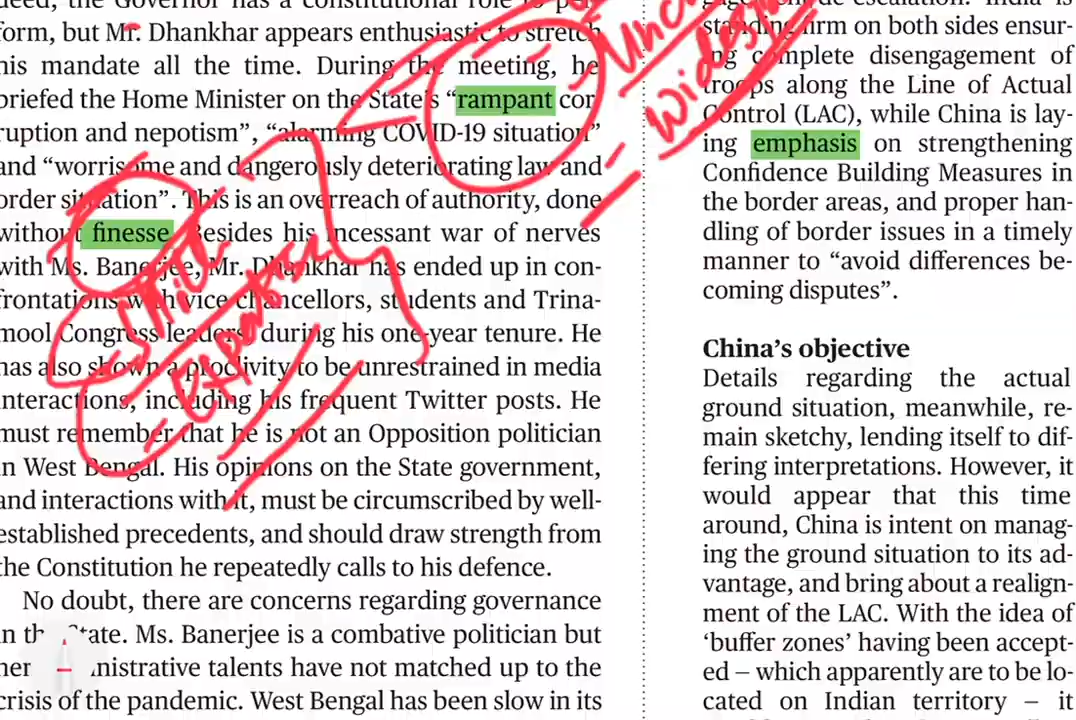 deed, the Governor has a constitutional role to per-
form, but Mr. Dhankhar appears enthusiastic to stretch
his mandate all the time. During the meeting, he
briefed the Home Minister on the State's “rampant cor-
ruption and nepotism”, “alarming COVID-19 situation”
and “worrisome and dangerously deteriorating law and
order situation”. This is an overreach of authority, done
without finesse. Besides his incessant war of nerves
with Ms. Banerjee, Mr. Dhankhar has ended up in con-
frontations with vice chancellors, students and Trina-
mool Congress leaders, during his one-year tenure. He
has also shown a proclivity to be unrestrained in media
interactions, including his frequent Twitter posts. He
must remember that he is not an Opposition politician
in West Bengal. His opinions on the State government,
and interactions with it, must be circumscribed by well-
established precedents, and should draw strength from
the Constitution he repeatedly calls to his defence.
No doubt, there are concerns regarding governance
in the State. Ms. Banerjee is a combative politician but
her administrative talents have not matched up to the
crisis of the pandemic. West Bengal has been slow in its
Skill
Expertise
de escalation. India is
standing firm on both sides ensur-
ing complete disengagement of
troops along the Line of Actual
Control (LAC), while China is lay-
ing emphasis on strengthening
Confidence Building Measures in
the border areas, and proper han-
dling of border issues in a timely
manner to “avoid differences be-
coming disputes”.
China's objective
Details regarding the actual
ground situation, meanwhile, re-
main sketchy, lending itself to dif-
fering interpretations. However, it
would appear that this time
around, China is intent on manag-
ing the ground situation to its ad-
vantage, and bring about a realign-
ment of the LAC. With the idea of
‘buffer zones’ having been accept-
ed – which apparently are to be lo-
cated on Indian territory – it